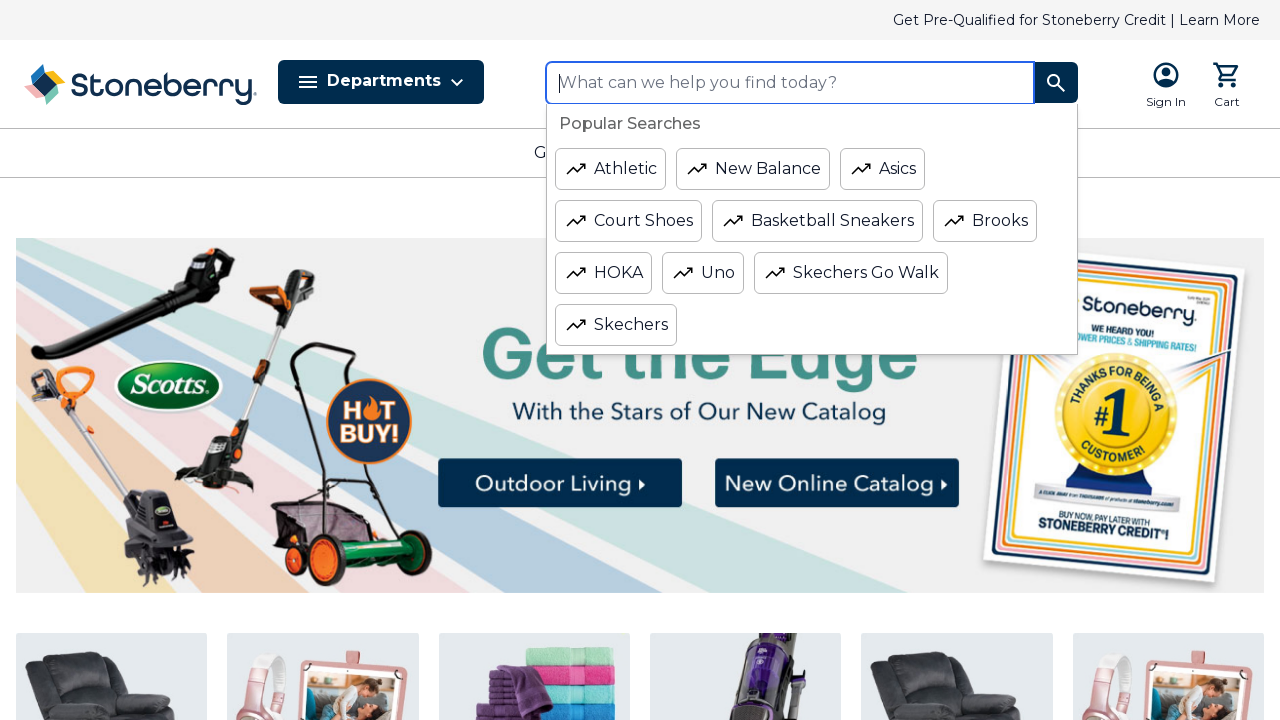 Get Pre-Qualified for Stoneberry Credit | Learn More
Stoneberry
Departments
What can we help you find today?
Sign In
Cart
Popular Searches
G
Athletic
New Balance
Asics
Court Shoes
Basketball Sneakers
Brooks
HOKA
Uno
Skechers Go Walk
Skechers
Get the Edge
With the Stars of Our New Catalog
Outdoor Living
New Online Catalog
Scotts
HOT
BUY!
Stoneberry
WE HEARD YOU!
OWER PRICES & SHIPPING RATES!
THANKS FOR BEING A
#1
CUSTOMER!
BUY NOW, PAY LATER WITH
STONEBERRY CREDIT®!